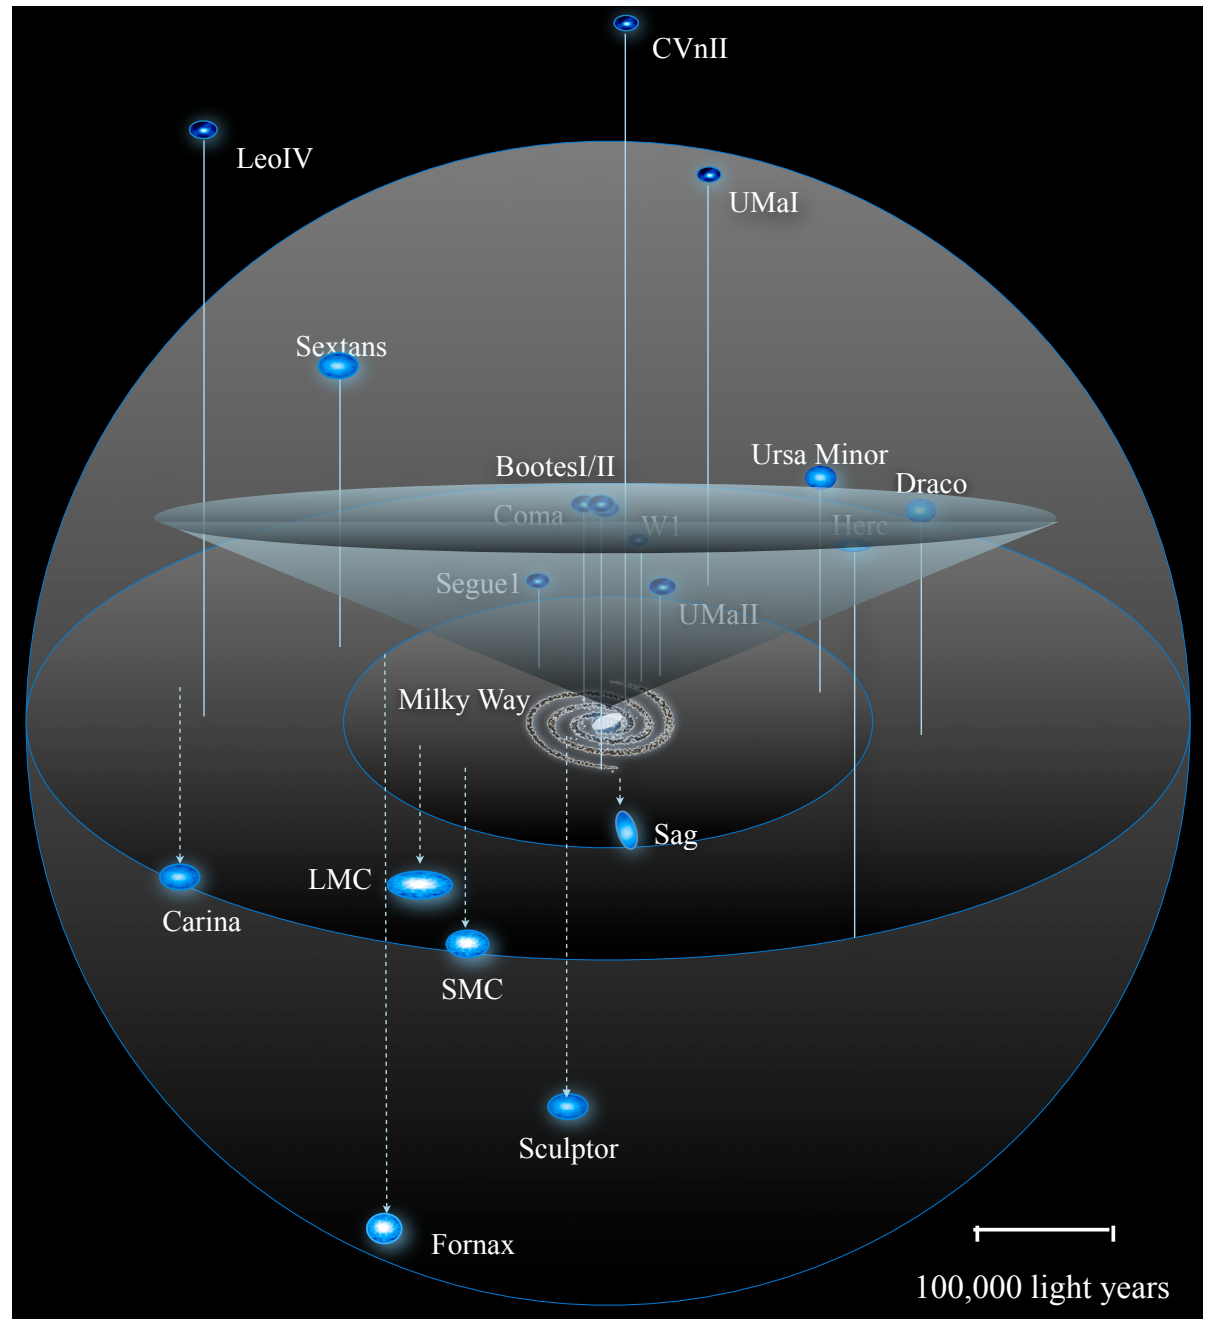 CVnII
LeoIV
UMaI
Sextans
Ursa Minor
BootesI/II
Draco
Coma
W1
Herc
Segue1
UMaII
Milky Way
Sag
LMC
Carina
SMC
Sculptor
Fornax
100,000 light years